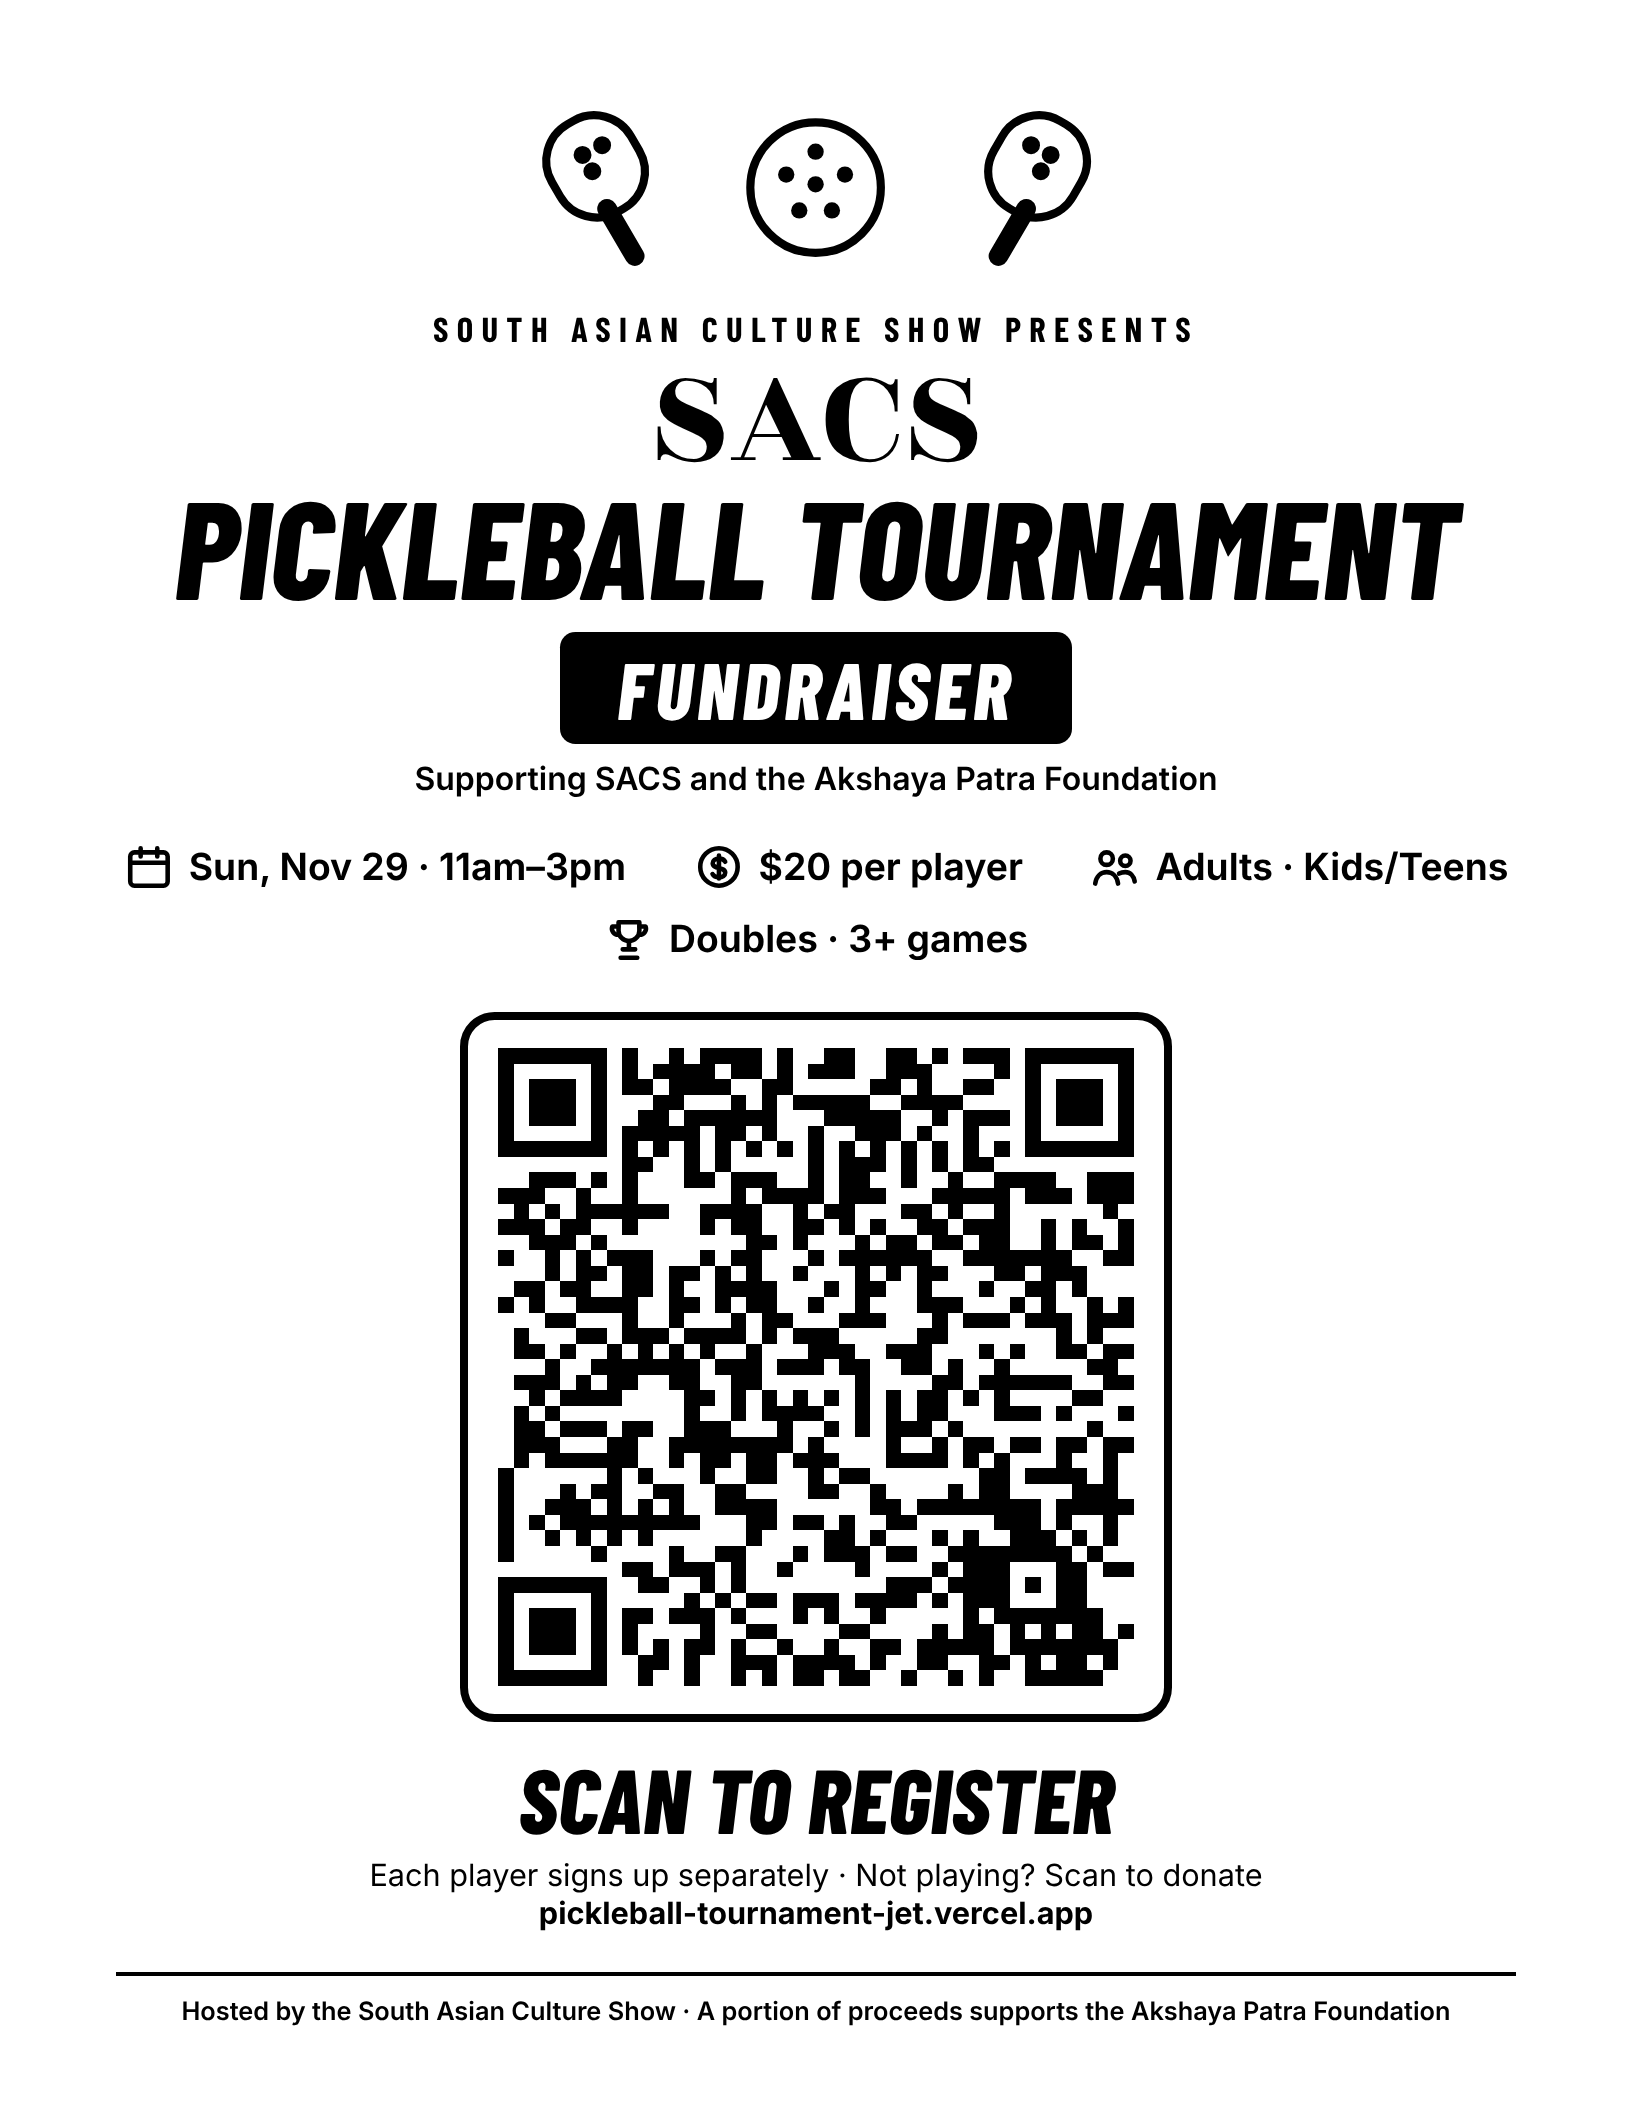 SOUTH ASIAN CULTURE SHOW PRESENTS
SACS
PICKLEBALL TOURNAMENT
FUNDRAISER
Supporting SACS and the Akshaya Patra Foundation
Sun, Nov 29 · 11am–3pm $20 per player Adults · Kids/Teens
Doubles · 3+ games
SCAN TO REGISTER
Each player signs up separately · Not playing? Scan to donate
pickleball-tournament-jet.vercel.app
Hosted by the South Asian Culture Show · A portion of proceeds supports the Akshaya Patra Foundation